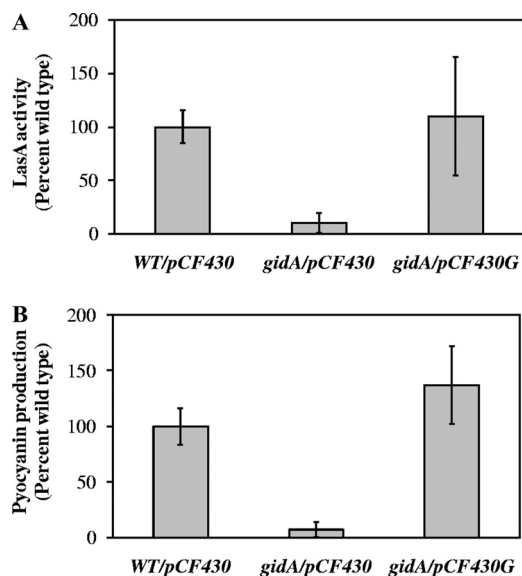 A
200
150
100
50
0
LasA activity
(Percent wild type)
WT/pCF430 gidA/pCF430 gidA/pCF430G
B
200
150
100
50
0
Pyocyanin production
(Percent wild type)
WT/pCF430 gidA/pCF430 gidA/pCF430G